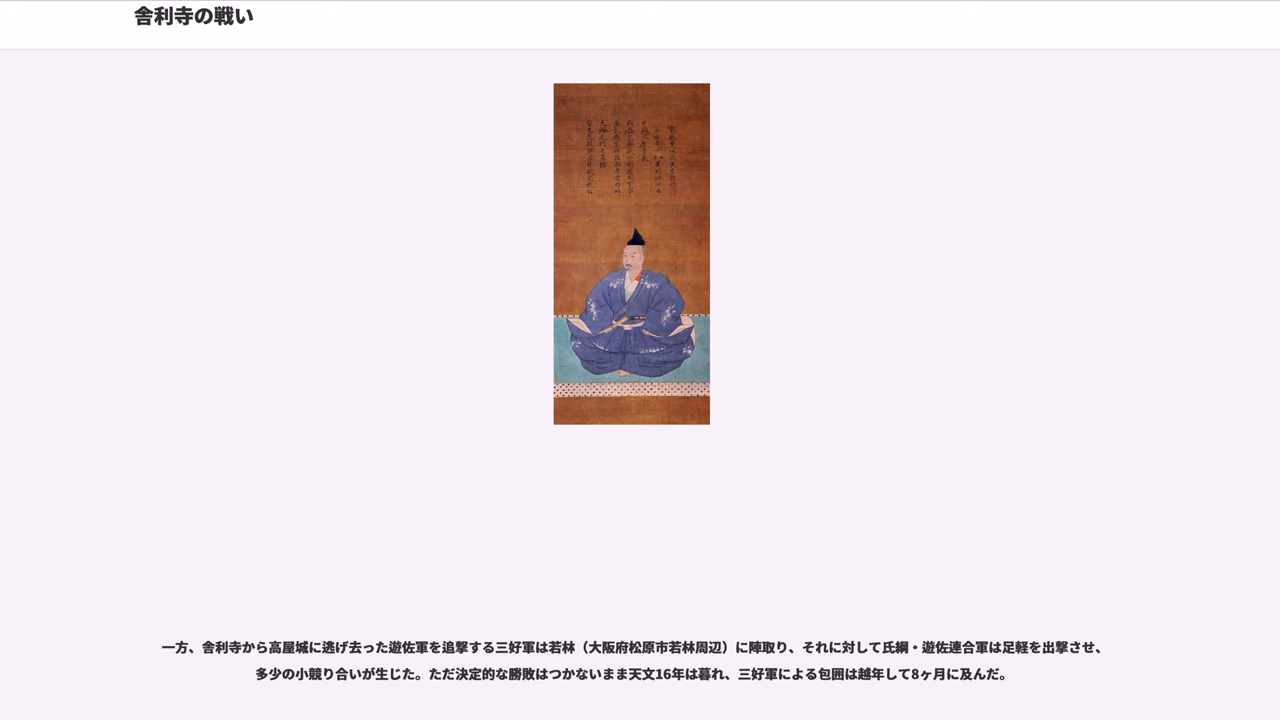 舎利寺の戦い
一方、舎利寺から高屋城に逃げ去った遊佐軍を追撃する三好軍は若林（大阪府松原市若林周辺）に陣取り、それに対して氏綱・遊佐連合軍は足軽を出撃させ、
多少の小競り合いが生じた。ただ決定的な勝敗はつかないまま天文16年は暮れ、三好軍による包囲は越年して8ヶ月に及んだ。